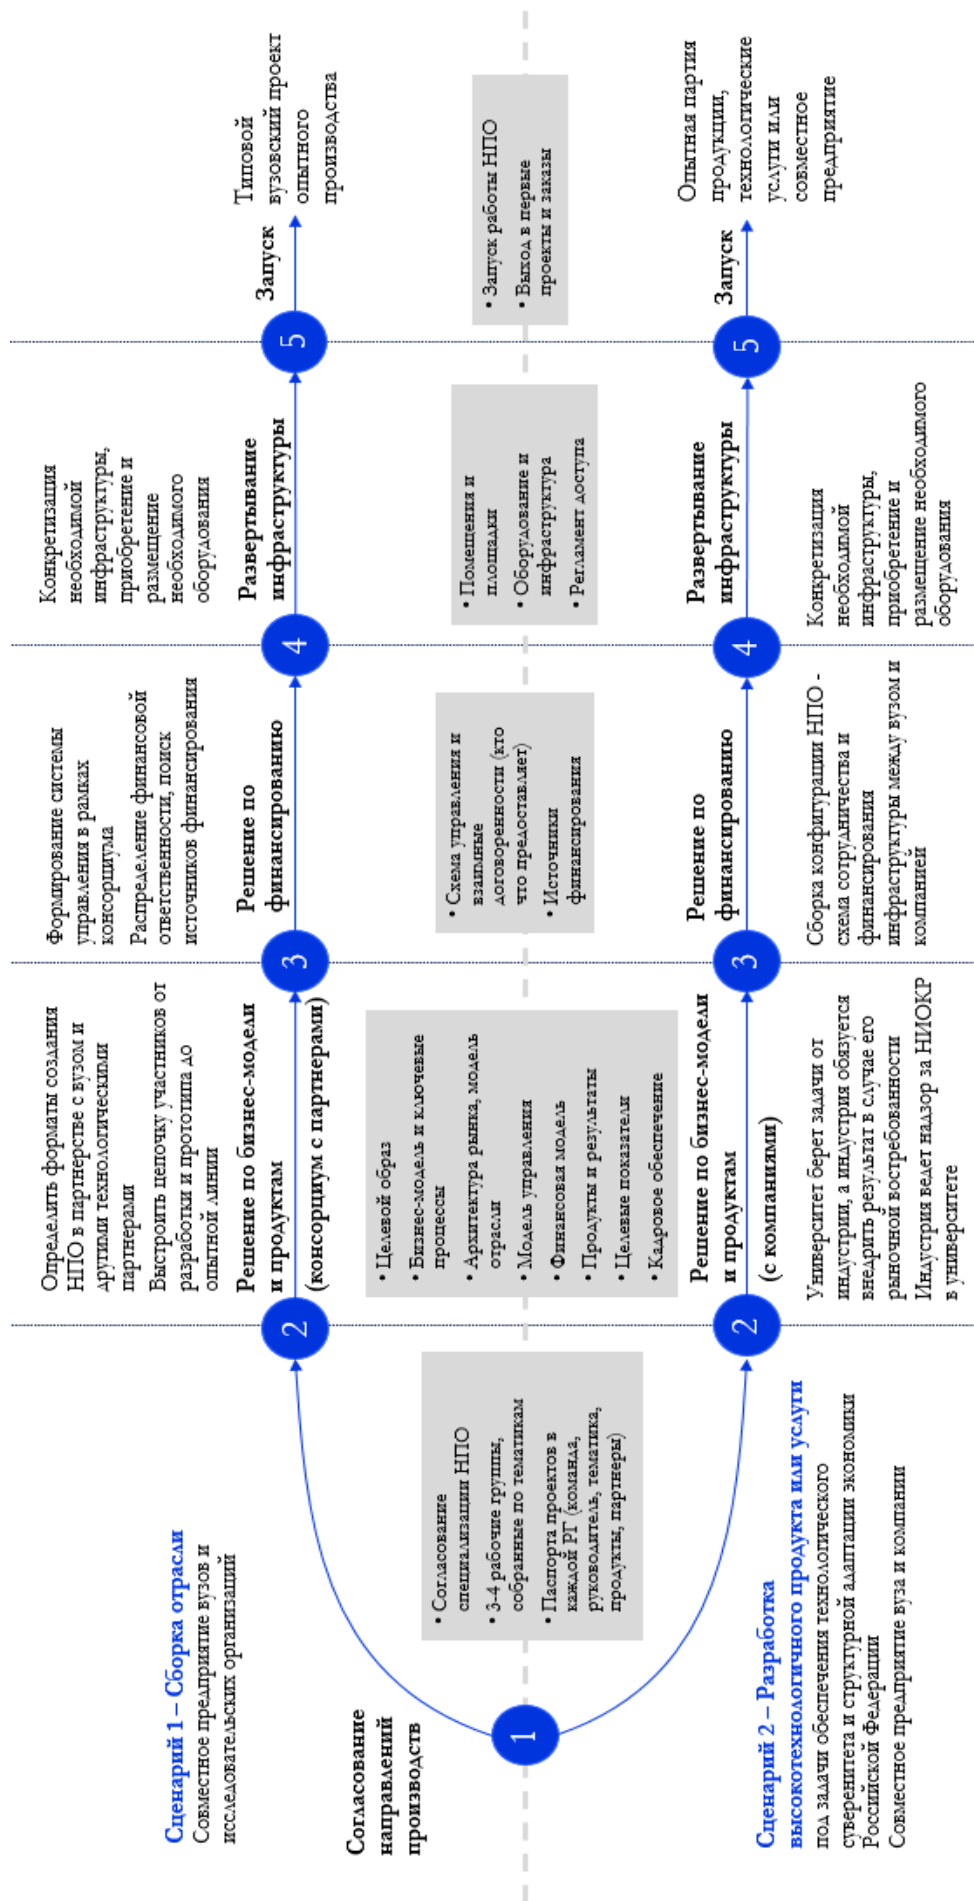 Сценарий 1 – Сборка отрасли
Совместное предприятие вузов и
исследовательских организаций
Определить форматы создания
НПО в партнерстве с вузом и
другими технологическими
партнерами
Выстроить цепочку участников от
разработки и прототипа до
опытной линии
Формирование системы
управления в рамках
консорциума
Распределение финансовой
ответственности, поиск
источников финансирования
Конкретизация
необходимой
инфраструктуры,
приобретение и
размещение
необходимого
оборудования
Типовой
вузовский проект
опытного
производства
2
Решение по бизнес-модели
и продуктам
(консорциум с партнерами)
3
Решение по
финансированию
4
Развертывание
инфраструктуры
5
Запуск
Согласование
направлений
производств
1
• Согласование
специализации НПО
• 3-4 рабочие группы,
собранные по тематикам
• Паспорта проектов в
каждой РГ (команда,
руководитель, тематика,
продукты, партнеры)
• Целевой образ
• Бизнес-модель и ключевые
процессы
• Архитектура рынка, модель
отрасли
• Модель управления
• Финансовая модель
• Продукты и результаты
• Целевые показатели
• Кадровое обеспечение
• Схема управления и
взаимные
договоренности (кто
что предоставляет)
• Источники
финансирования
• Помещения и
площадки
• Оборудование и
инфраструктура
• Регламент доступа
• Запуск работы НПО
• Выход в первые
проекты и заказы
2
Решение по бизнес-модели
и продуктам
(с компаниями)
3
Решение по
финансированию
4
Развертывание
инфраструктуры
5
Запуск
Сценарий 2 – Разработка
высокотехнологичного продукта или услуги
под задачи обеспечения технологического
суверенитета и структурной адаптации экономики
Российской Федерации
Совместное предприятие вуза и компании
Университет берет задачи от
индустрии, а индустрия обязуется
внедрить результат в случае его
рыночной востребованности
Индустрия ведет надзор за НИОКР
в университете
Сборка конфигурации НПО -
схема сотрудничества и
финансирования
инфраструктуры между вузом и
компанией
Конкретизация
необходимой
инфраструктуры,
приобретение и
размещение необходимого
оборудования
Опытная партия
продукции,
технологические
услуги или
совместное
предприятие